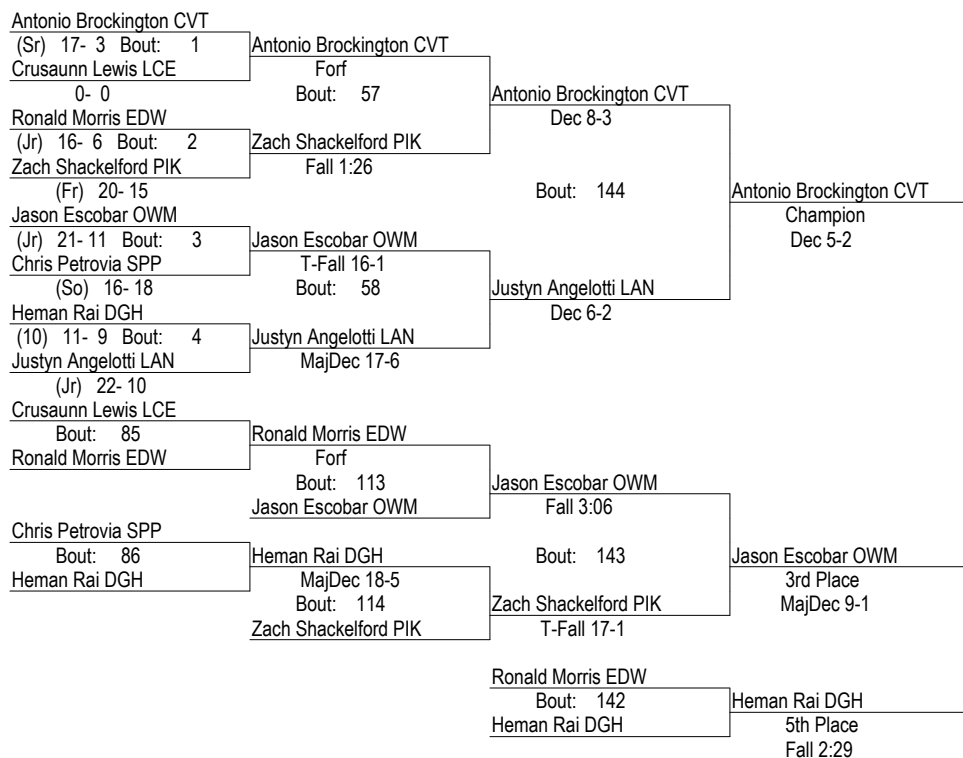 Antonio Brockington CVT
(Sr) 17- 3 Bout: 1
Crusaunn Lewis LCE
0- 0
Ronald Morris EDW
(Jr) 16- 6 Bout: 2
Zach Shackelford PIK
(Fr) 20- 15
Jason Escobar OWM
(Jr) 21- 11 Bout: 3
Chris Petrovia SPP
(So) 16- 18
Heman Rai DGH
(10) 11- 9 Bout: 4
Justyn Angelotti LAN
(Jr) 22- 10
Antonio Brockington CVT
Forf
Bout: 57
Zach Shackelford PIK
Fall 1:26
Jason Escobar OWM
T-Fall 16-1
Bout: 58
Justyn Angelotti LAN
MajDec 17-6
Antonio Brockington CVT
Dec 8-3
Bout: 144
Justyn Angelotti LAN
Dec 6-2
Antonio Brockington CVT
Champion
Dec 5-2
Crusaunn Lewis LCE
Bout: 85
Ronald Morris EDW
Chris Petrovia SPP
Bout: 86
Heman Rai DGH
Ronald Morris EDW
Forf
Bout: 113
Jason Escobar OWM
Heman Rai DGH
MajDec 18-5
Bout: 114
Zach Shackelford PIK
Jason Escobar OWM
Fall 3:06
Bout: 143
Zach Shackelford PIK
T-Fall 17-1
Jason Escobar OWM
3rd Place
MajDec 9-1
Ronald Morris EDW
Bout: 142
Heman Rai DGH
Heman Rai DGH
5th Place
Fall 2:29